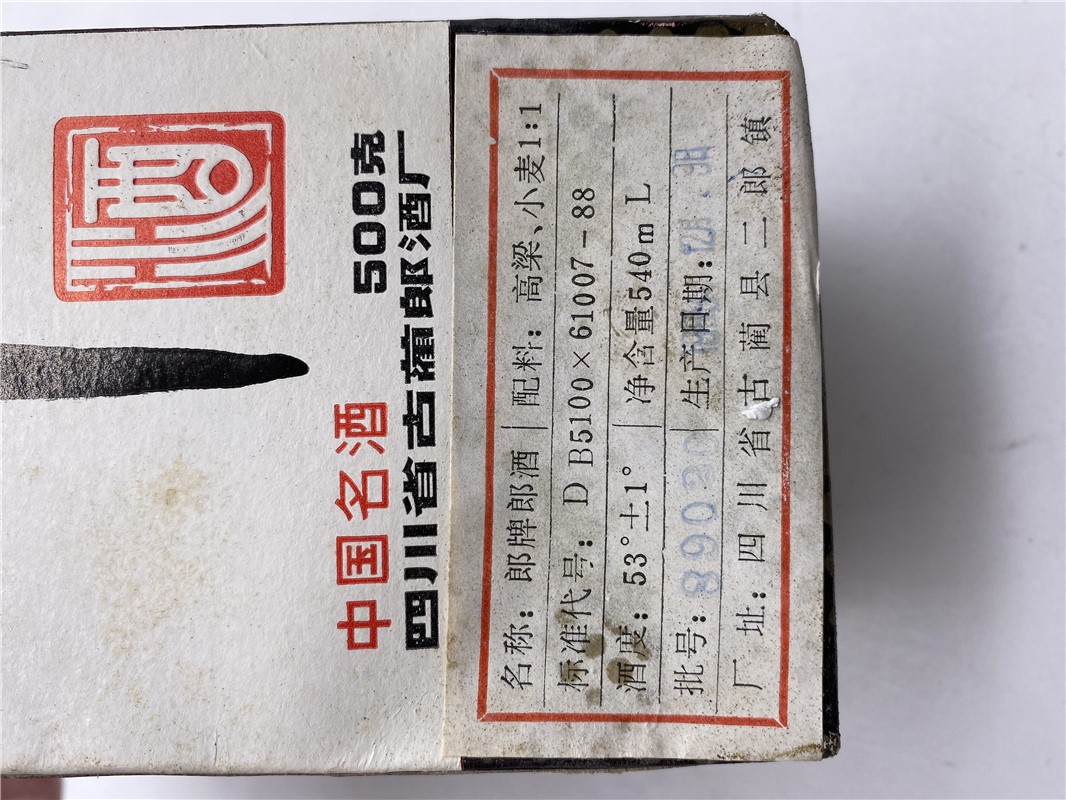 中国名酒 500克
四川省古蔺郎酒厂
名称：郎牌郎酒 配料：高粱、小麦1:1
标准代号：D B5100×61007-88
酒度：53°±1° 净含量540m L
批号：89020 生产日期：
厂 址：四川省古蔺县二郎镇